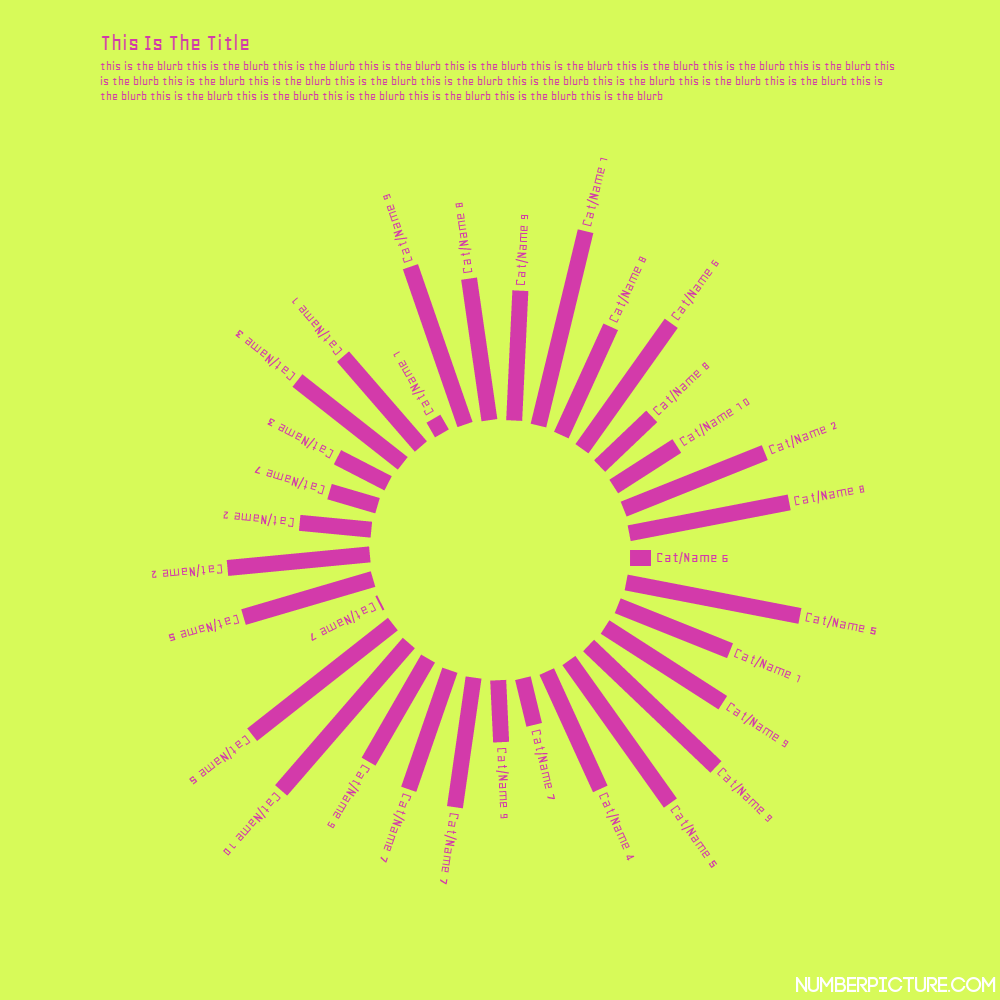 This Is The Title
this is the blurb this is the blurb this is the blurb this is the blurb this is the blurb this is the blurb this is the blurb this is the blurb this is the blurb this
is the blurb this is the blurb this is the blurb this is the blurb this is the blurb this is the blurb this is the blurb this is the blurb this is the blurb this is
the blurb this is the blurb this is the blurb this is the blurb this is the blurb this is the blurb this is the blurb
Cat/Name 6
Cat/Name 5
Cat/Name 1
Cat/Name 9
Cat/Name 9
Cat/Name 5
Cat/Name 4
Cat/Name 7
Cat/Name 9
Cat/Name 7
Cat/Name 7
Cat/Name 9
Cat/Name 10
Cat/Name 5
Cat/Name 7
Cat/Name 5
Cat/Name 2
Cat/Name 2
Cat/Name 7
Cat/Name 3
Cat/Name 3
Cat/Name 1
Cat/Name 1
Cat/Name 9
Cat/Name 8
Cat/Name 9
Cat/Name 1
Cat/Name 8
Cat/Name 6
Cat/Name 8
Cat/Name 10
Cat/Name 2
Cat/Name 8
NUMBERPICTURE.COM